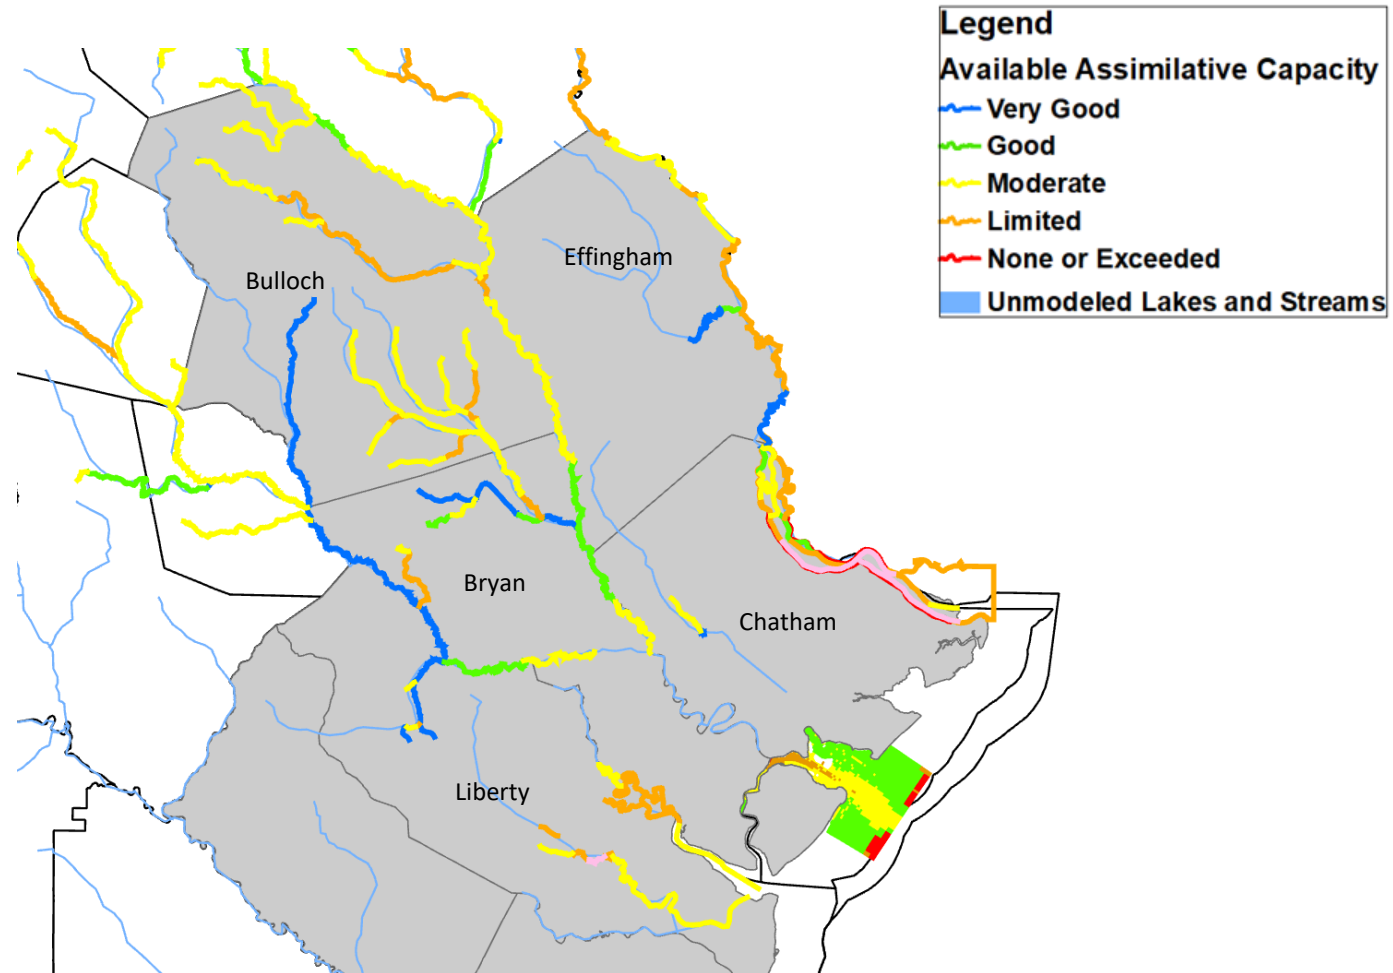 Legend
Available Assimilative Capacity
Very Good
Good
Moderate
Limited
None or Exceeded
Unmodeled Lakes and Streams
Effingham
Bulloch
Bryan
Chatham
Liberty